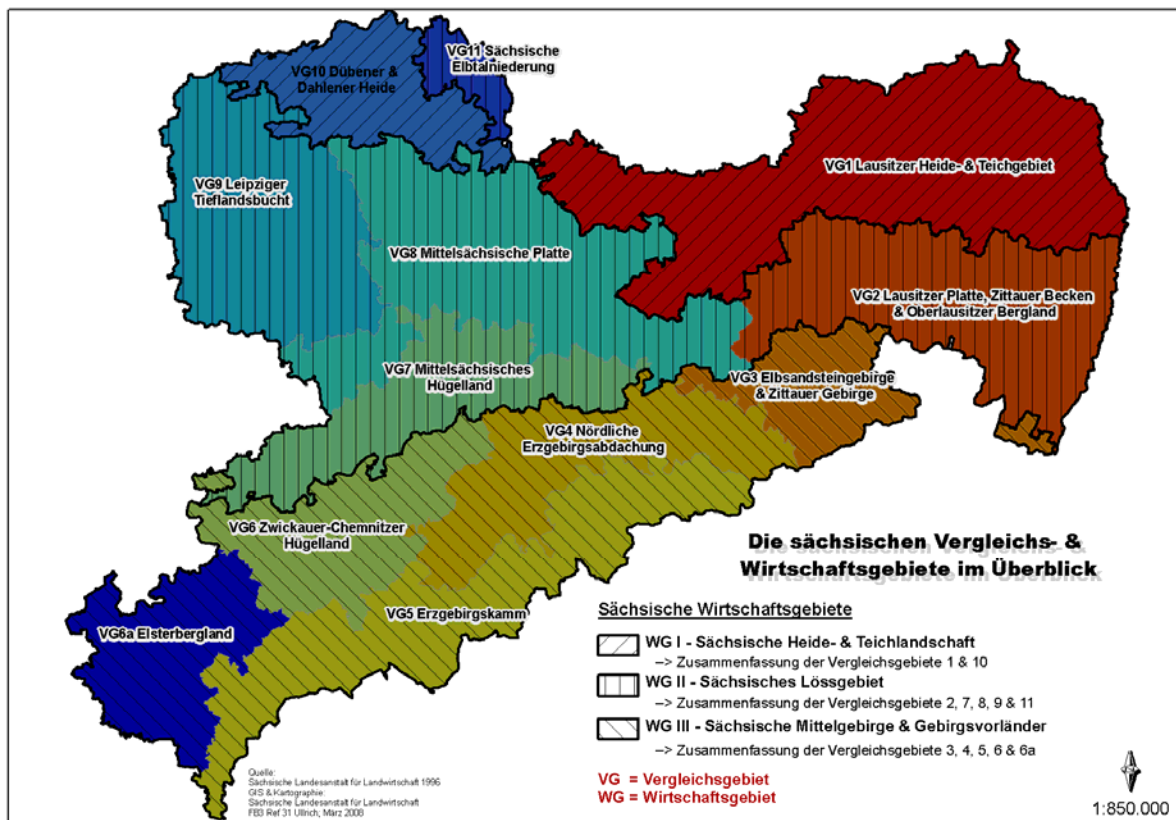 VG11 Sächsische
Elbtalniederung
VG10 Dübener &
Dahlener Heide
VG1 Lausitzer Heide- & Teichgebiet
VG9 Leipziger
Tieflandsbucht
VG8 Mittelsächsische Platte
VG2 Lausitzer Platte, Zittauer Becken
& Oberlausitzer Bergland
VG7 Mittelsächsisches
Hügelland
VG3 Elbsandsteingebirge
& Zittauer Gebirge
VG4 Nördliche
Erzgebirgsabdachung
VG6 Zwickauer-Chemnitzer
Hügelland
VG5 Erzgebirgskamm
VG6a Elsterbergland
Die sächsischen Vergleichs- &
Wirtschaftsgebiete im Überblick
Sächsische Wirtschaftsgebiete
WG I - Sächsische Heide- & Teichlandschaft
--> Zusammenfassung der Vergleichsgebiete 1 & 10
WG II - Sächsisches Lössgebiet
--> Zusammenfassung der Vergleichsgebiete 2, 7, 8, 9 & 11
WG III - Sächsische Mittelgebirge & Gebirgsvorländer
--> Zusammenfassung der Vergleichsgebiete 3, 4, 5, 6 & 6a
VG = Vergleichsgebiet
WG = Wirtschaftsgebiet
Quelle:
Sächsische Landesanstalt für Landwirtschaft 1996
GIS & Kartographie:
Sächsische Landesanstalt für Landwirtschaft
FB3 Ref 31 Ullrich; März 2008
1:850.000